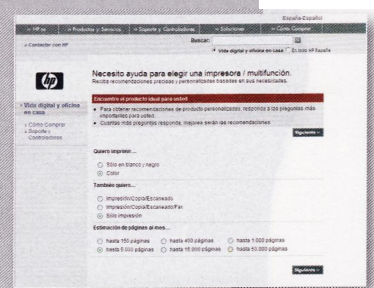 España-Español
» HP.es
» Productos y Servicios
» Soporte y Controladores
» Soluciones
» Cómo Comprar
» Contactar con HP
Buscar:
Vida digital y oficina en casa
En todo HP España
hp
Necesito ayuda para elegir una impresora / multifunción.
Reciba recomendaciones precisas y personalizadas basadas en sus necesidades.
Encuentre el producto ideal para usted
Para obtener recomendaciones de producto personalizadas, responda a las preguntas más
importantes para usted.
Cuantas más preguntas responda, mejores serán las recomendaciones
Siguiente
» Vida digital y oficina
en casa
» Cómo Comprar
» Soporte y
Controladores
Quiero imprimir...
Sólo en blanco y negro
Color
También quiero...
Impresión/Copia/Escaneado
Impresión/Copia/Escaneado/Fax
Sólo impresión
Estimación de páginas al mes...
hasta 150 páginas
hasta 400 páginas
hasta 1.000 páginas
hasta 5.000 páginas
hasta 15.000 páginas
hasta 50.000 páginas
Siguiente